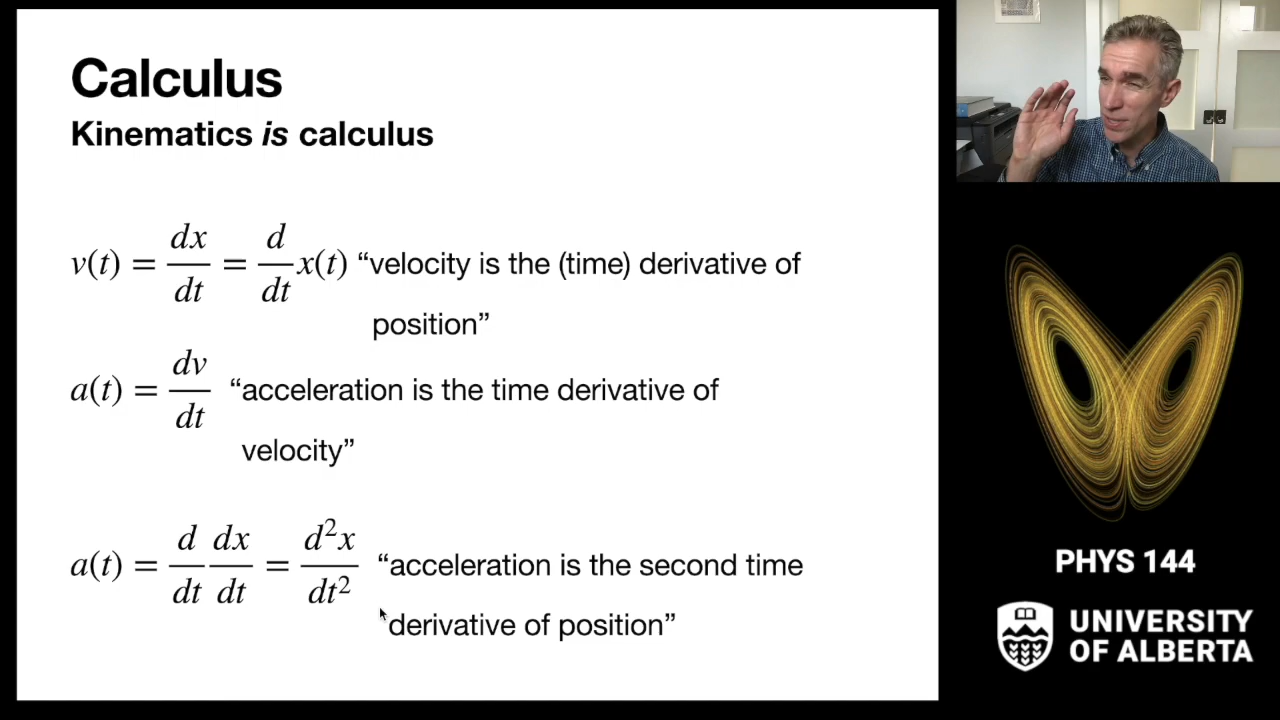 Calculus
Kinematics is calculus
v(t) = dx/dt = d/dt x(t) “velocity is the (time) derivative of
position”
a(t) = dv/dt “acceleration is the time derivative of
velocity”
a(t) = d/dt dx/dt = d²x/dt² “acceleration is the second time
derivative of position”
PHYS 144
UNIVERSITY
OF ALBERTA